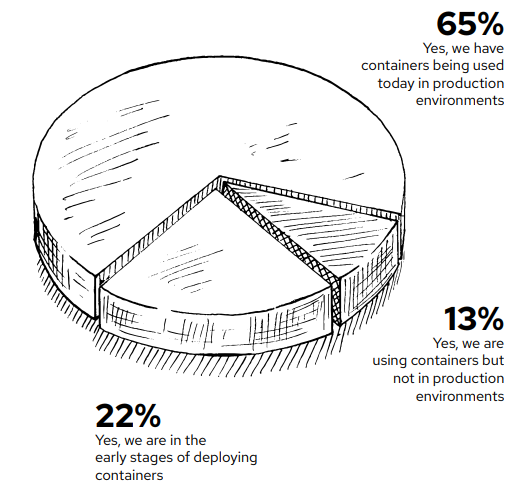 65%
Yes, we have
containers being used
today in production
environments
13%
Yes, we are
using containers but
not in production
environments
22%
Yes, we are in the
early stages of deploying
containers